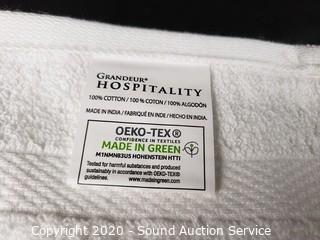 GRANDEUR®
HOSPITALITY
100% COTTON / 100 % COTON / 100% ALGODÓN
MADE IN INDIA / FABRIQUÉ EN INDE / HECHO EN INDIA.
OEKO-TEX®
CONFIDENCE IN TEXTILES
MADE IN GREEN
M1NMNB3U5 HOHENSTEIN HTTI
Tested for harmful substances and produced
sustainably in accordance with OEKO-TEX®
guidelines. www.madeingreen.com
Copyright © 2020 - Sound Auction Service